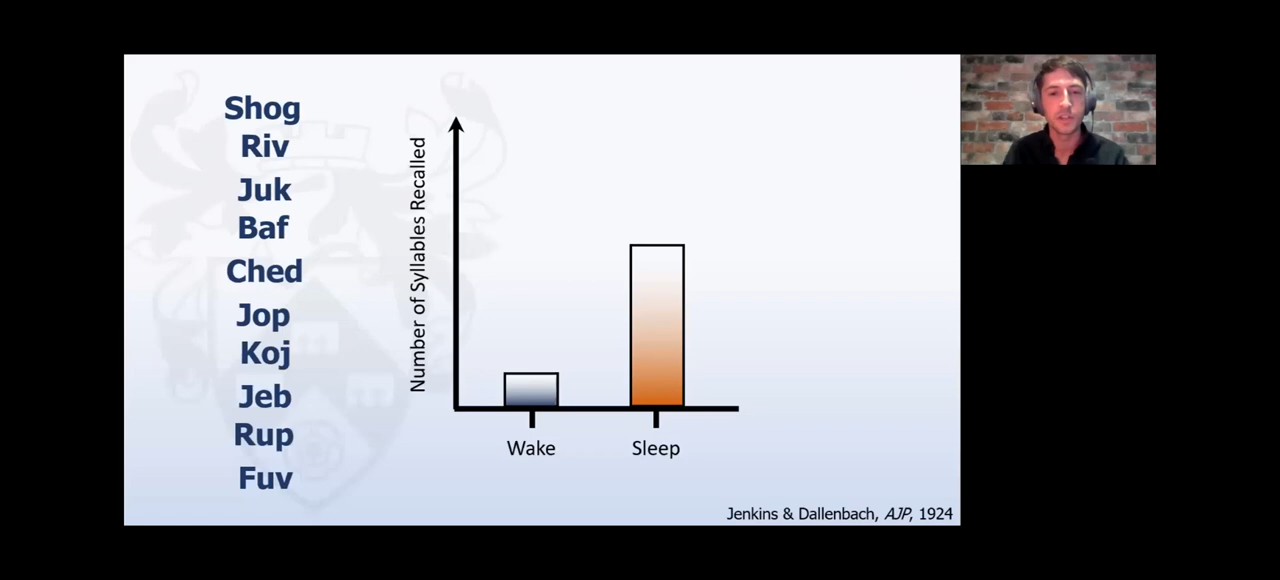 Shog
Riv
Juk
Baf
Ched
Jop
Koj
Jeb
Rup
Fuv
Number of Syllables Recalled
Wake
Sleep
Jenkins & Dallenbach, AJP, 1924